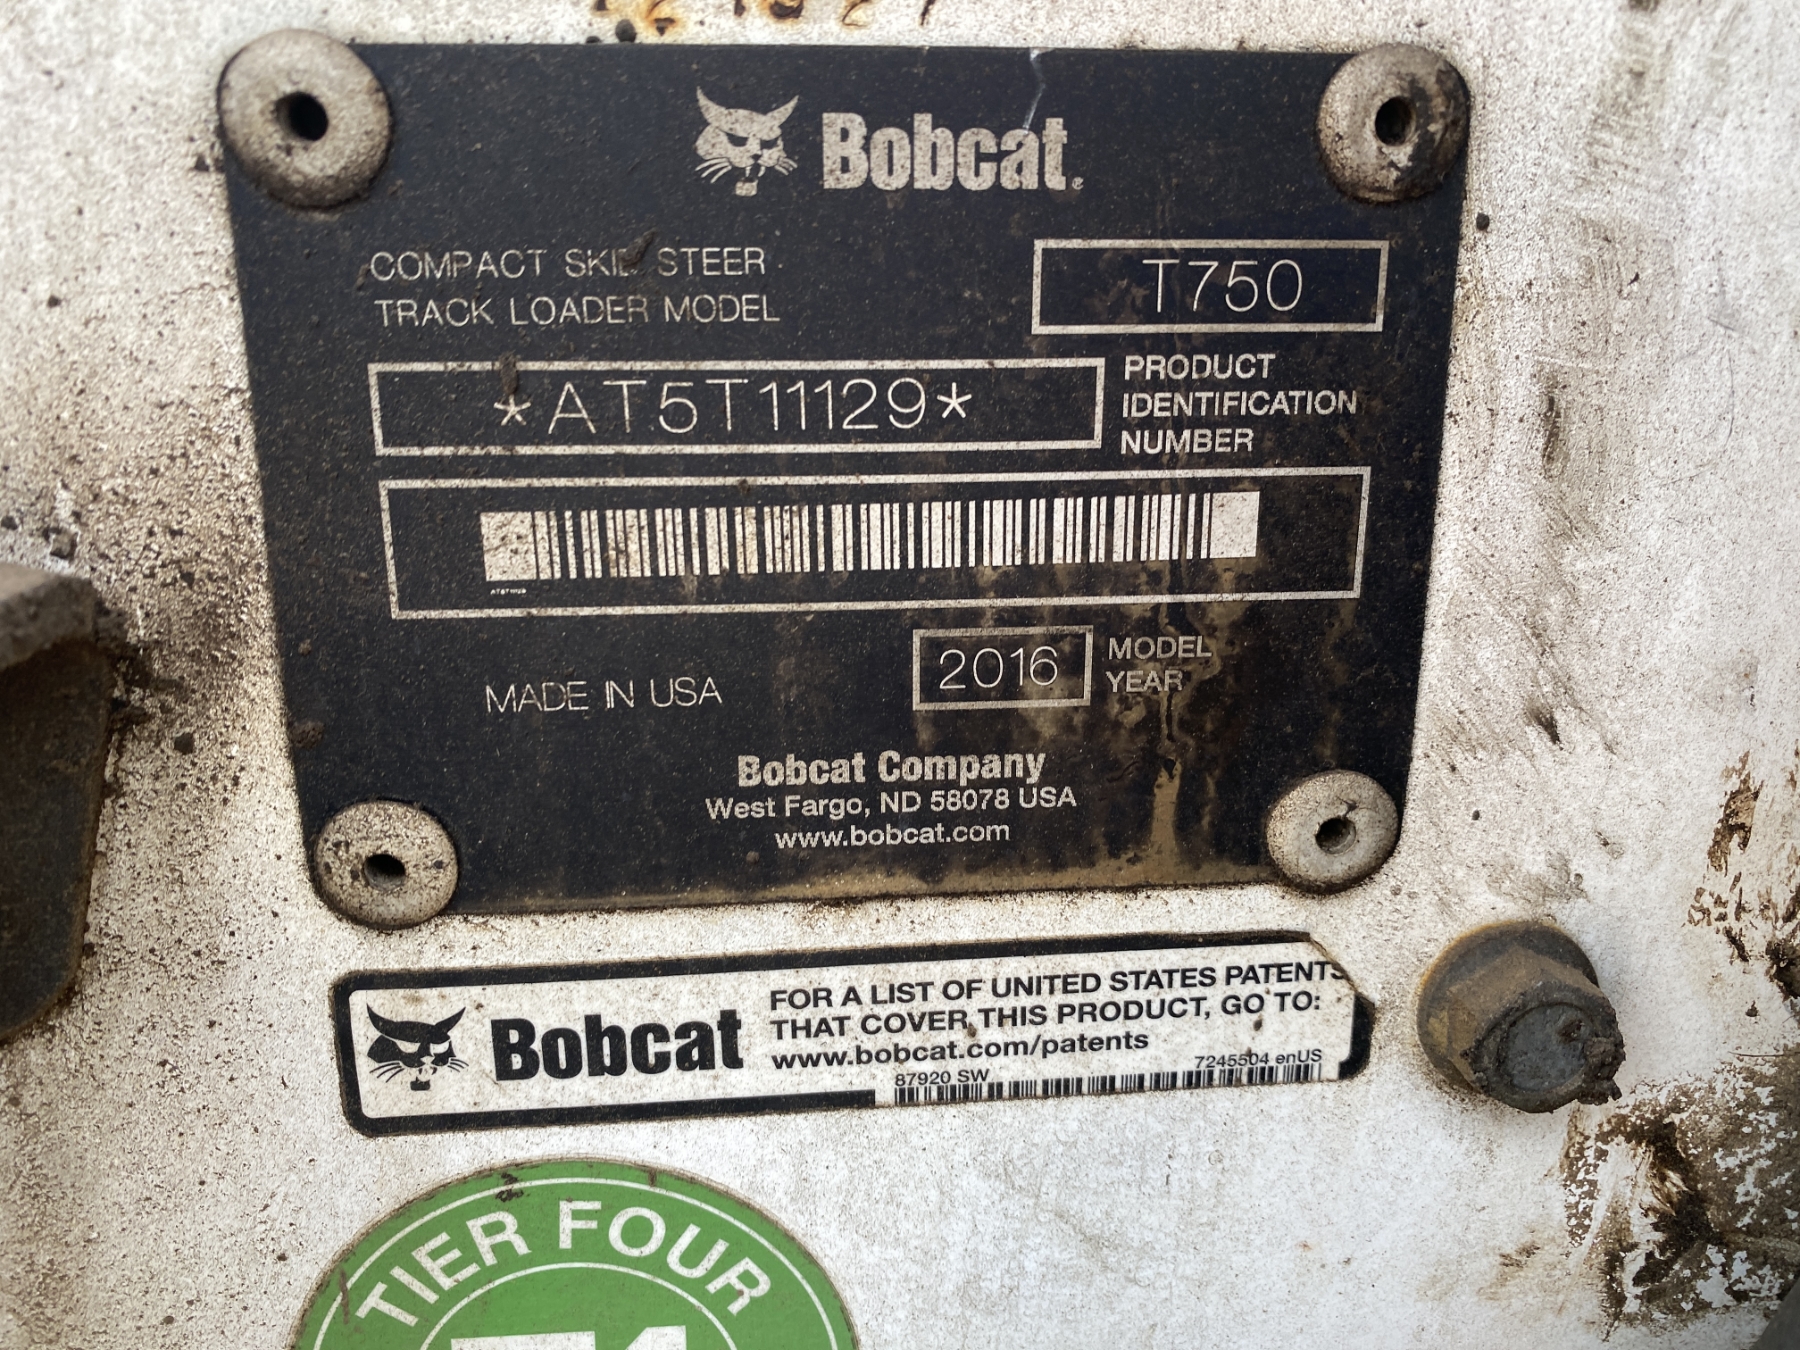 Bobcat®
COMPACT SKID STEER
TRACK LOADER MODEL
T750
*AT5T11129*
PRODUCT
IDENTIFICATION
NUMBER
AT5T11129
MADE IN USA
2016
MODEL
YEAR
Bobcat Company
West Fargo, ND 58078 USA
www.bobcat.com
Bobcat
FOR A LIST OF UNITED STATES PATENTS
THAT COVER THIS PRODUCT, GO TO:
www.bobcat.com/patents
87920 SW
7245504 enUS
TIER FOUR